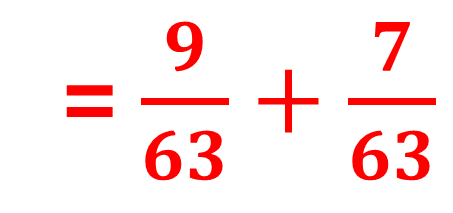 = 9/63 + 7/63